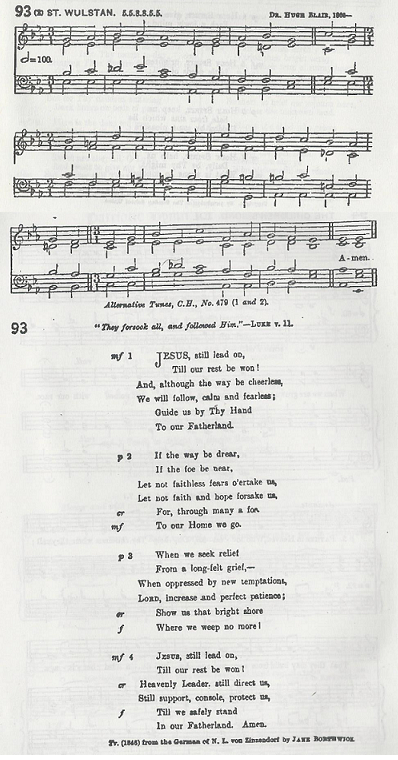 93 (i) ST. WULSTAN. 5.5.8.8.5.5. DR. HUGH BLAIR, 1866—
=100.
A-men.
Alternative Tunes, C.H., No. 479 (1 and 2).
93 "They forsook all, and followed Him."—LUKE v. 11.
mf 1 JESUS, still lead on,
Till our rest be won!
And, although the way be cheerless,
We will follow, calm and fearless;
Guide us by Thy Hand
To our Fatherland.
p 2 If the way be drear,
If the foe be near,
Let not faithless fears o'ertake us,
Let not faith and hope forsake us,
cr For, through many a foe.
mf To our Home we go.
p 3 When we seek relief
From a long-felt grief,—
When oppressed by new temptations,
LORD, increase and perfect patience;
cr Show us that bright shore
f Where we weep no more!
mf 4 JESUS, still lead on,
Till our rest be won!
cr Heavenly Leader. still direct us,
Still support, console, protect us,
f Till we safely stand
In our Fatherland. Amen.
Tr. (1846) from the German of N. L. von Zinzendorf by JANE BORTHWICK.